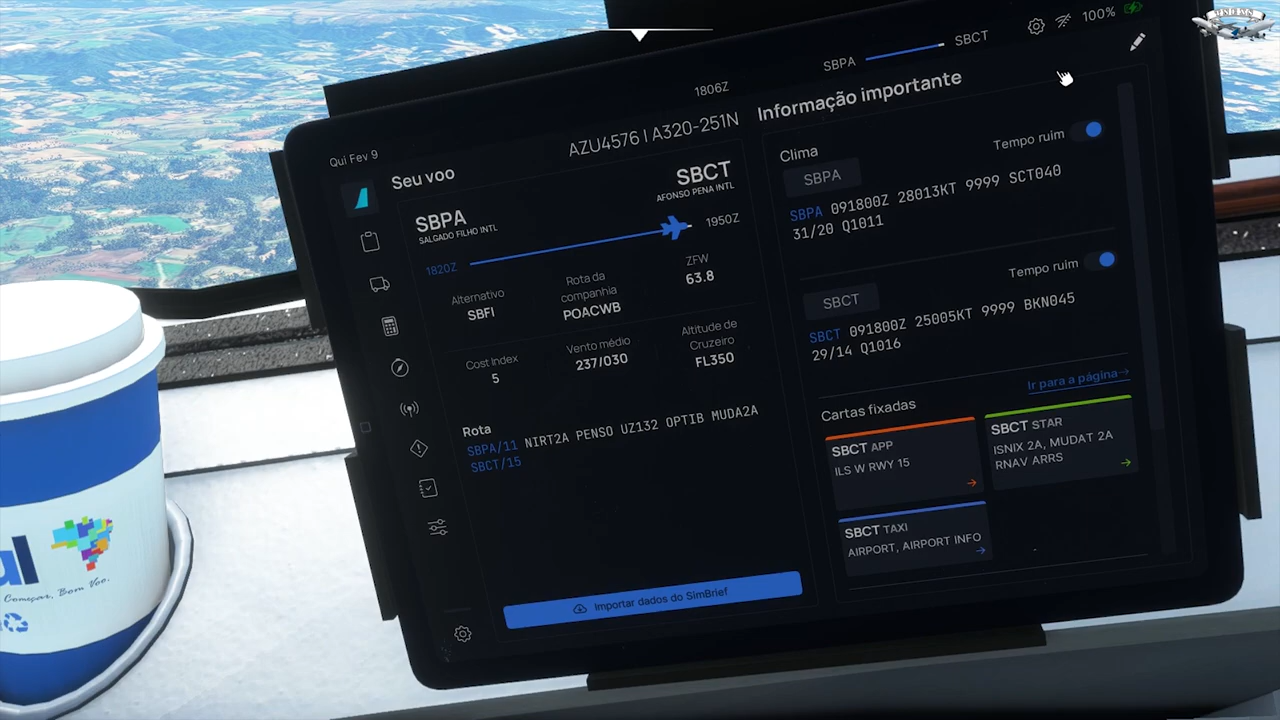 SBPA SBCT 100%
1806Z
Qui Fev 9
Seu voo
AZU4576 | A320-251N
SBPA
SALGADO FILHO INTL
SBCT
AFONSO PENA INTL
1820Z
1950Z
Alternativo
SBFI
Rota da
companhia
POACWB
ZFW
63.8
Cost Index
5
Vento médio
237/030
Altitude de
Cruzeiro
FL350
Rota
SBPA/11 NIRT2A PENSO UZ132 OPTIB MUDA2A
SBCT/15
Importar dados do SimBrief
Informação importante
Clima
Tempo ruim
SBPA
SBPA 091800Z 28013KT 9999 SCT040
31/20 Q1011
Tempo ruim
SBCT
SBCT 091800Z 25005KT 9999 BKN045
29/14 Q1016
Ir para a página
Cartas fixadas
SBCT APP
ILS W RWY 15
SBCT STAR
ISNIX 2A, MUDAT 2A
RNAV ARRS
SBCT TAXI
AIRPORT, AIRPORT INFO
al
Começar, Bom Voo.